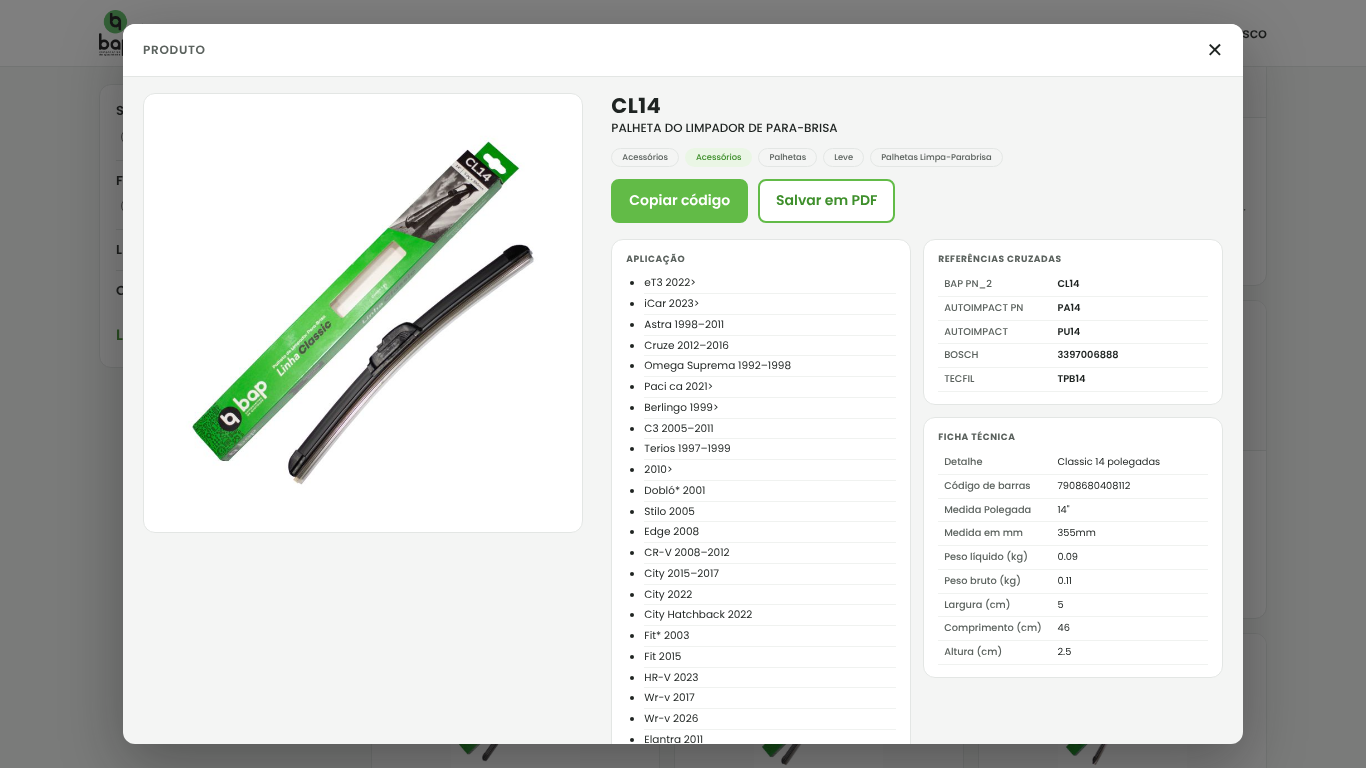 PRODUTO
SCO
CL14
bap
Linha Classic
CL14
PALHETA DO LIMPADOR DE PARA-BRISA
Acessórios Acessórios Palhetas Leve Palhetas Limpa-Parabrisa
Copiar código Salvar em PDF
APLICAÇÃO
eT3 2022>
iCar 2023>
Astra 1998–2011
Cruze 2012–2016
Omega Suprema 1992–1998
Paci ca 2021>
Berlingo 1999>
C3 2005–2011
Terios 1997–1999
2010>
Dobló* 2001
Stilo 2005
Edge 2008
CR-V 2008–2012
City 2015–2017
City 2022
City Hatchback 2022
Fit* 2003
Fit 2015
HR-V 2023
Wr-v 2017
Wr-v 2026
Elantra 2011
REFERÊNCIAS CRUZADAS
BAP PN_2 CL14
AUTOIMPACT PN PA14
AUTOIMPACT PU14
BOSCH 3397006888
TECFIL TPB14
FICHA TÉCNICA
Detalhe Classic 14 polegadas
Código de barras 7908680408112
Medida Polegada 14"
Medida em mm 355mm
Peso líquido (kg) 0.09
Peso bruto (kg) 0.11
Largura (cm) 5
Comprimento (cm) 46
Altura (cm) 2.5